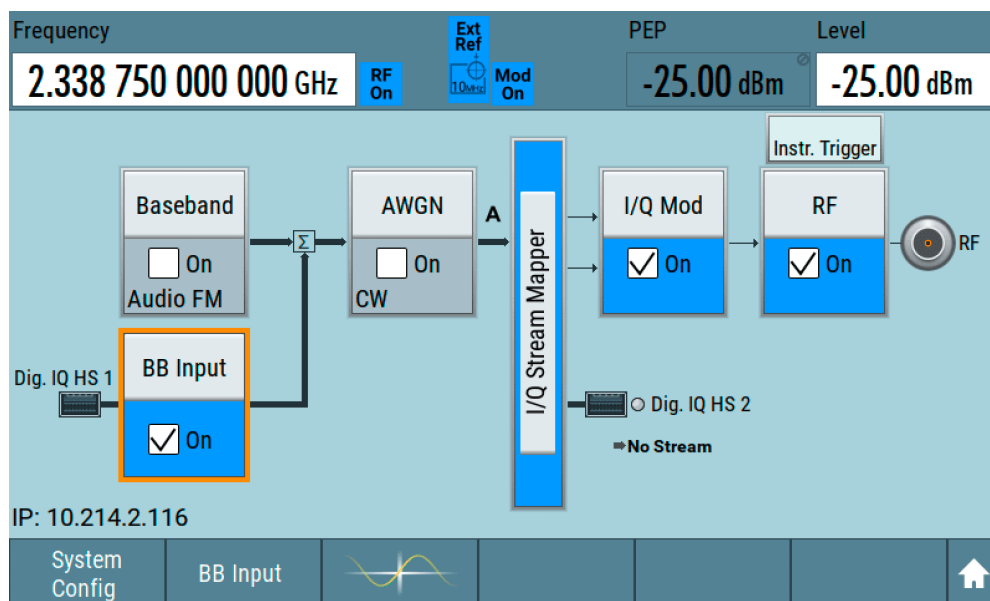 Frequency
Ext
Ref
PEP
Level
2.338 750 000 000 GHz
RF
On
10MHz
Mod
On
-25.00 dBm
-25.00 dBm
Instr. Trigger
Baseband
On
Audio FM
Σ
AWGN
On
CW
A
I/Q Stream Mapper
I/Q Mod
On
RF
On
RF
Dig. IQ HS 1
BB Input
On
Dig. IQ HS 2
No Stream
IP: 10.214.2.116
System
Config
BB Input